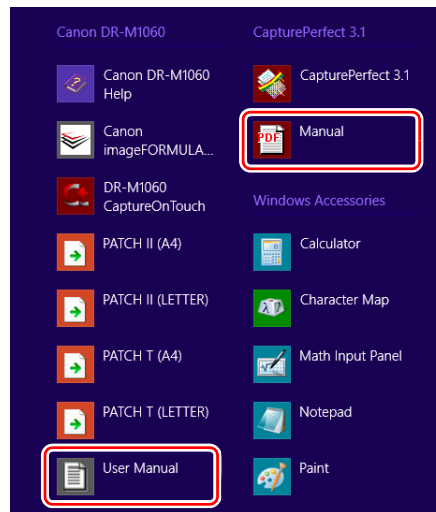 Canon DR-M1060
Canon DR-M1060
Help
Canon
imageFORMULA...
DR-M1060
CaptureOnTouch
PATCH II (A4)
PATCH II (LETTER)
PATCH T (A4)
PATCH T (LETTER)
User Manual
CapturePerfect 3.1
CapturePerfect 3.1
PDF
Manual
Windows Accessories
Calculator
Character Map
Math Input Panel
Notepad
Paint